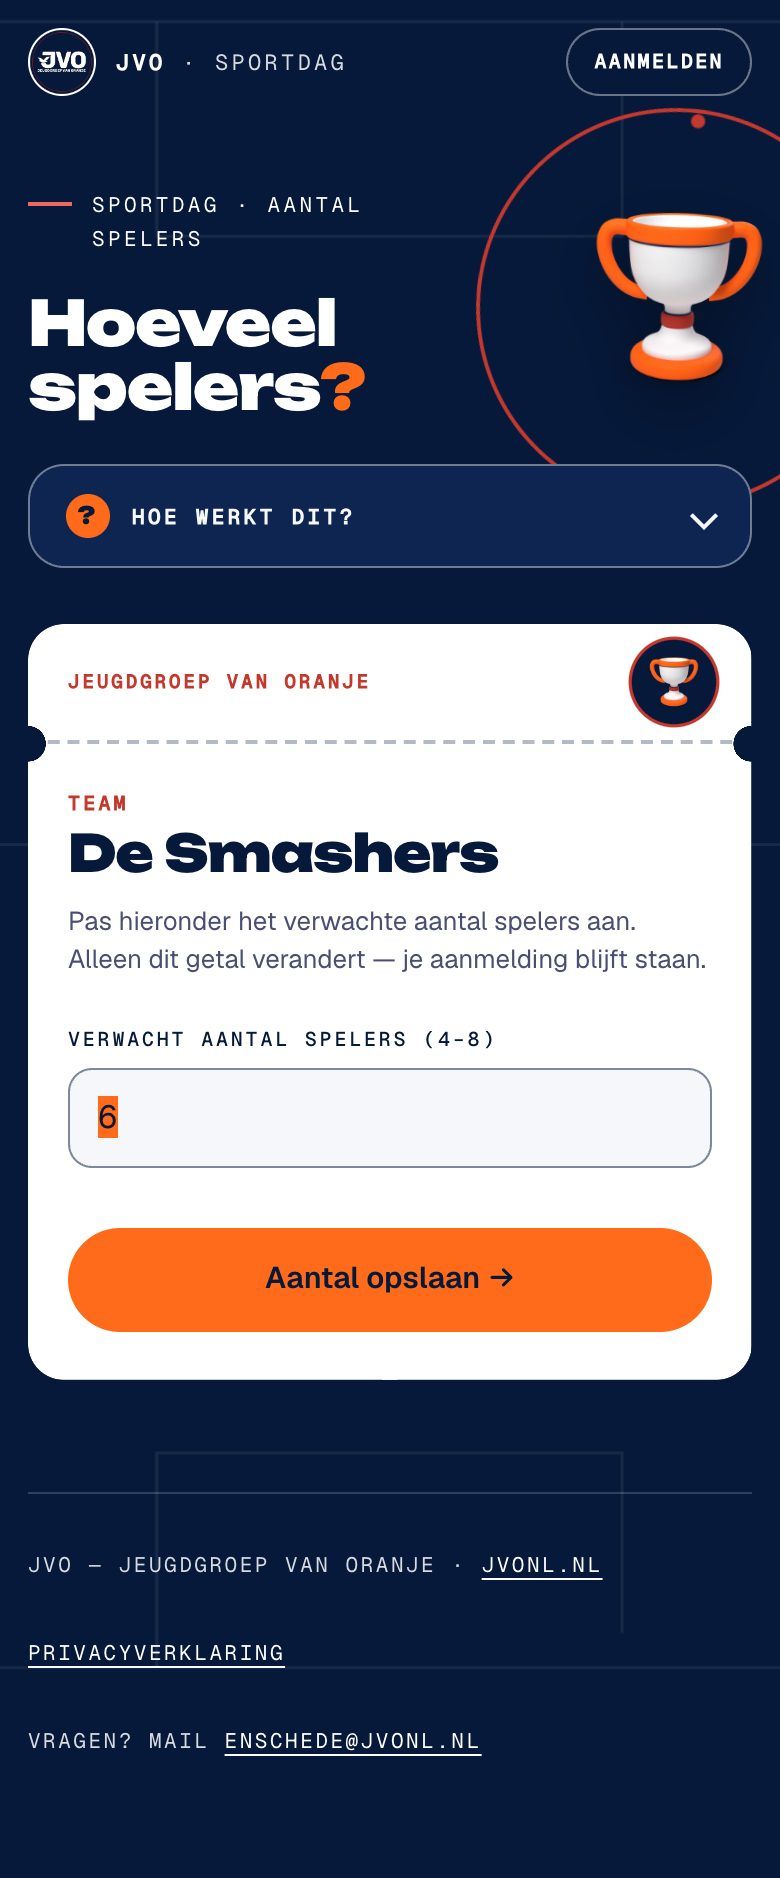 JVO
JVO · SPORTDAG
AANMELDEN
SPORTDAG · AANTAL
SPELERS
Hoeveel
spelers?
? HOE WERKT DIT?
JEUGDGROEP VAN ORANJE
TEAM
De Smashers
Pas hieronder het verwachte aantal spelers aan.
Alleen dit getal verandert — je aanmelding blijft staan.
VERWACHT AANTAL SPELERS (4–8)
6
Aantal opslaan →
JVO — JEUGDGROEP VAN ORANJE · JVONL.NL
PRIVACYVERKLARING
VRAGEN? MAIL ENSCHEDE@JVONL.NL